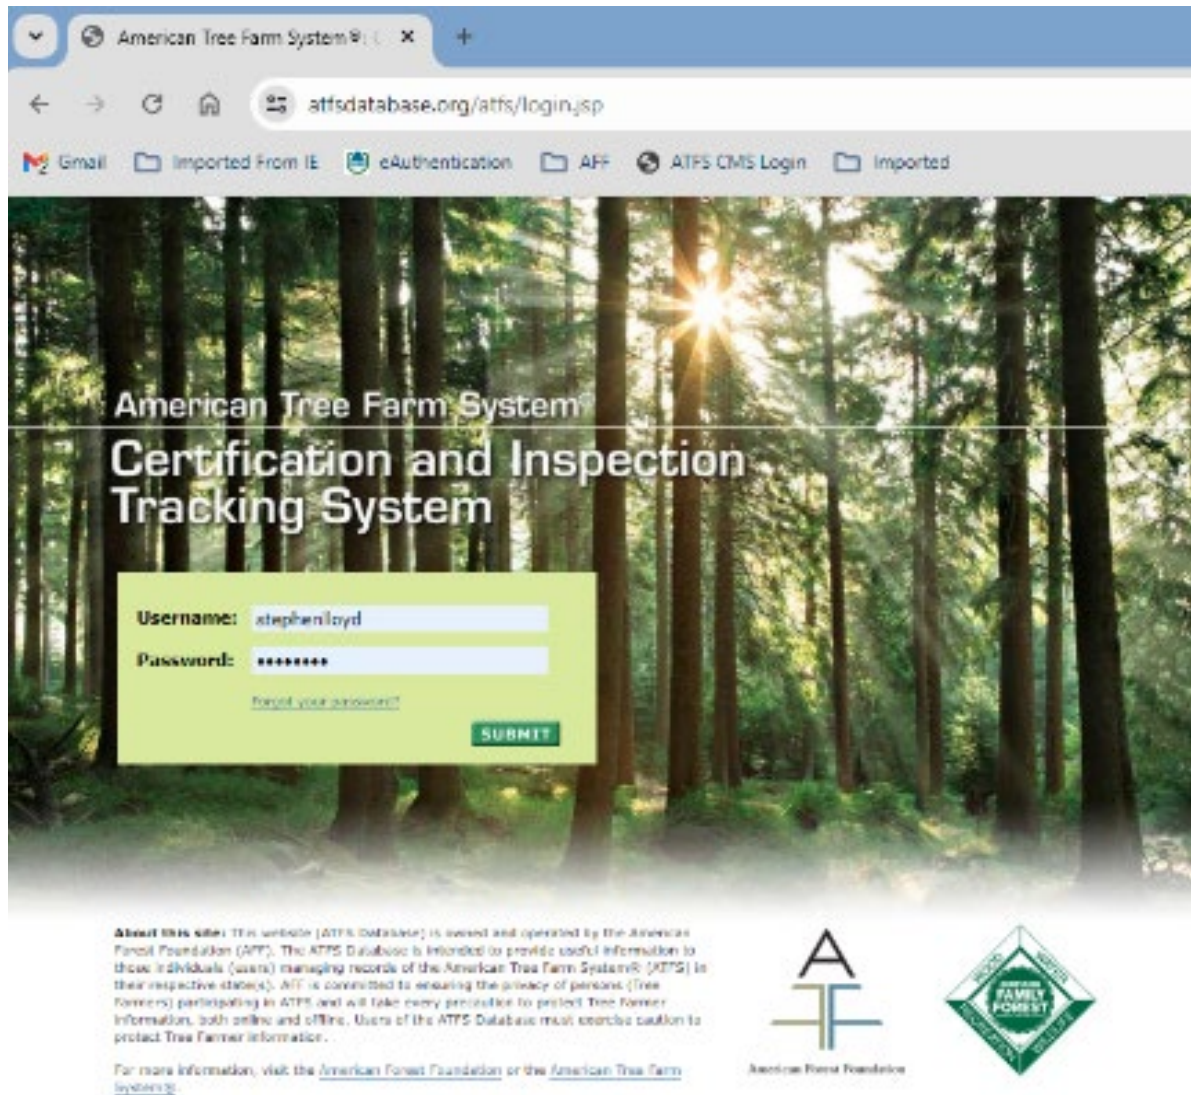 American Tree Farm System®: C
atfsdatabase.org/atfs/login.jsp
Gmail Imported From IE eAuthentication AFF ATFS CMS Login Imported
American Tree Farm System®
Certification and Inspection
Tracking System
Username: stephenlloyd
Password: ••••••••
Forgot your password?
SUBMIT
About this site: This website (ATFS Database) is owned and operated by the American
Forest Foundation (AFF). The ATFS Database is intended to provide useful information to
those individuals (users) managing records of the American Tree Farm System® (ATFS) in
their respective state(s). AFF is committed to ensuring the privacy of persons (Tree
Farmers) participating in ATFS and will take every precaution to protect Tree Farmer
information, both online and offline. Users of the ATFS Database must exercise caution to
protect Tree Farmer information.
For more information, visit the American Forest Foundation or the American Tree Farm
System®.
AFF
American Forest Foundation
WOOD
WATER
FAMILY
FOREST
RECREATION
WILDLIFE